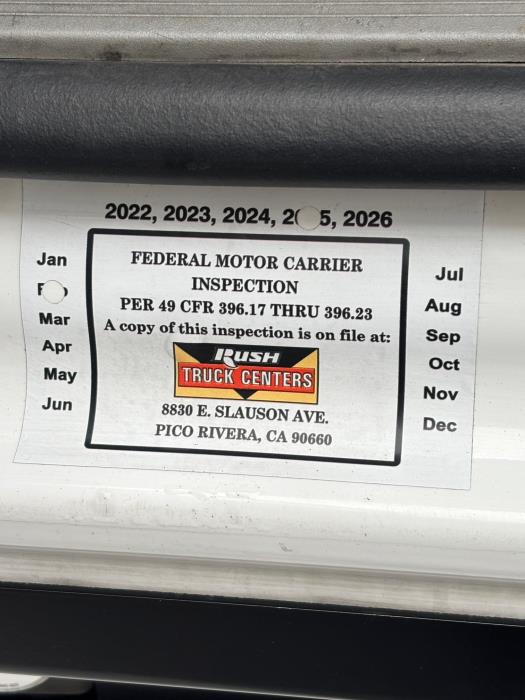 2022, 2023, 2024, 2025, 2026
Jan
Feb
Mar
Apr
May
Jun
FEDERAL MOTOR CARRIER
INSPECTION
PER 49 CFR 396.17 THRU 396.23
A copy of this inspection is on file at:
RUSH
TRUCK CENTERS
8830 E. SLAUSON AVE.
PICO RIVERA, CA 90660
Jul
Aug
Sep
Oct
Nov
Dec